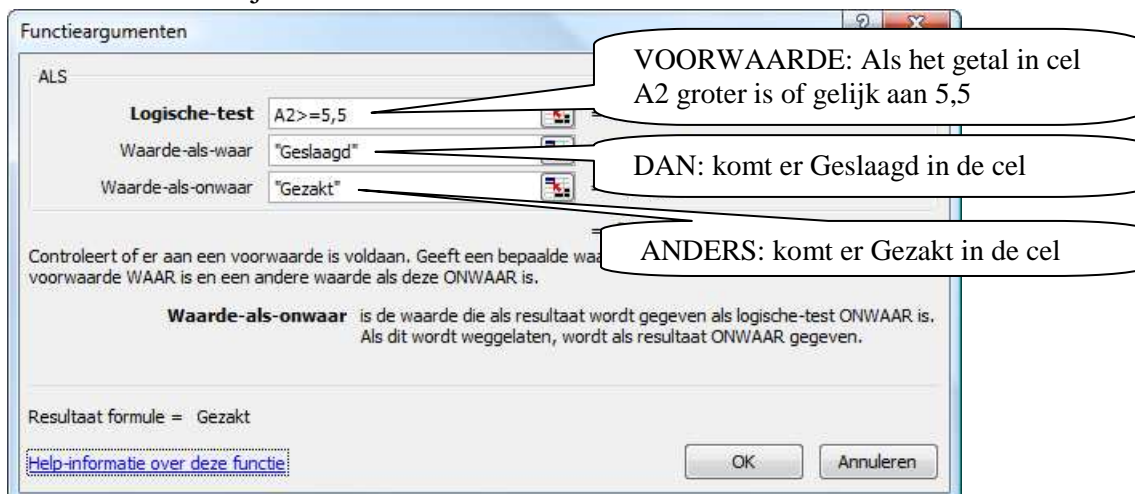 Functieargumenten
VOORWAARDE: Als het getal in cel
A2 groter is of gelijk aan 5,5
ALS
Logische-test A2>=5,5 =
Waarde-als-waar "Geslaagd"
DAN: komt er Geslaagd in de cel
Waarde-als-onwaar "Gezakt" =
=
ANDERS: komt er Gezakt in de cel
Controleert of er aan een voorwaarde is voldaan. Geeft een bepaalde
voorwaarde WAAR is en een andere waarde als deze ONWAAR is.
Waarde-als-onwaar is de waarde die als resultaat wordt gegeven als logische-test ONWAAR is.
Als dit wordt weggelaten, wordt als resultaat ONWAAR gegeven.
Resultaat formule = Gezakt
Help-informatie over deze functie
OK Annuleren